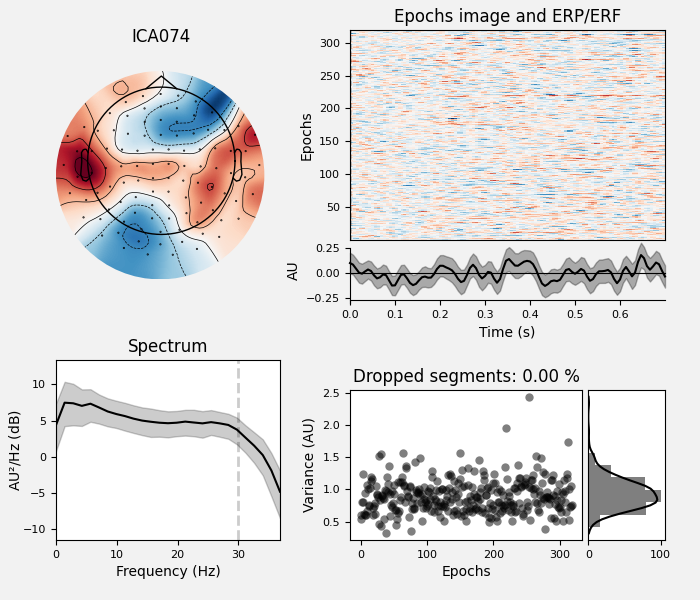 ICA074
Epochs image and ERP/ERF
Epochs
300
250
200
150
100
50
AU
0.25
0.00
−0.25
0.0 0.1 0.2 0.3 0.4 0.5 0.6
Time (s)
Spectrum
AU²/Hz (dB)
10
5
0
−5
−10
0 10 20 30
Frequency (Hz)
Dropped segments: 0.00 %
Variance (AU)
2.5
2.0
1.5
1.0
0.5
0 100 200 300
Epochs
0 100